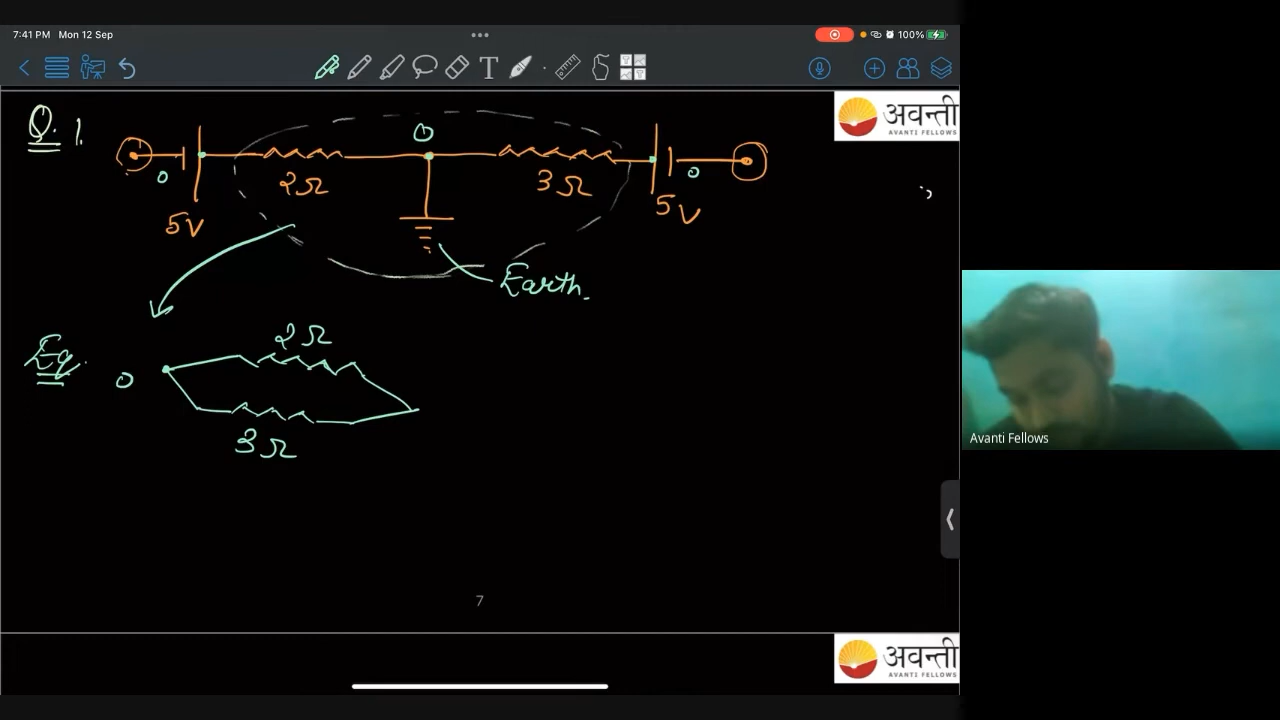 7:41 PM Mon 12 Sep
100%
T
अवन्ती
AVANTI FELLOWS
Q. 1.
0
2Ω
3Ω
0
0
5V
5V
Earth.
Eq.
0
2Ω
3Ω
Avanti Fellows
7
अवन्ती
AVANTI FELLOWS